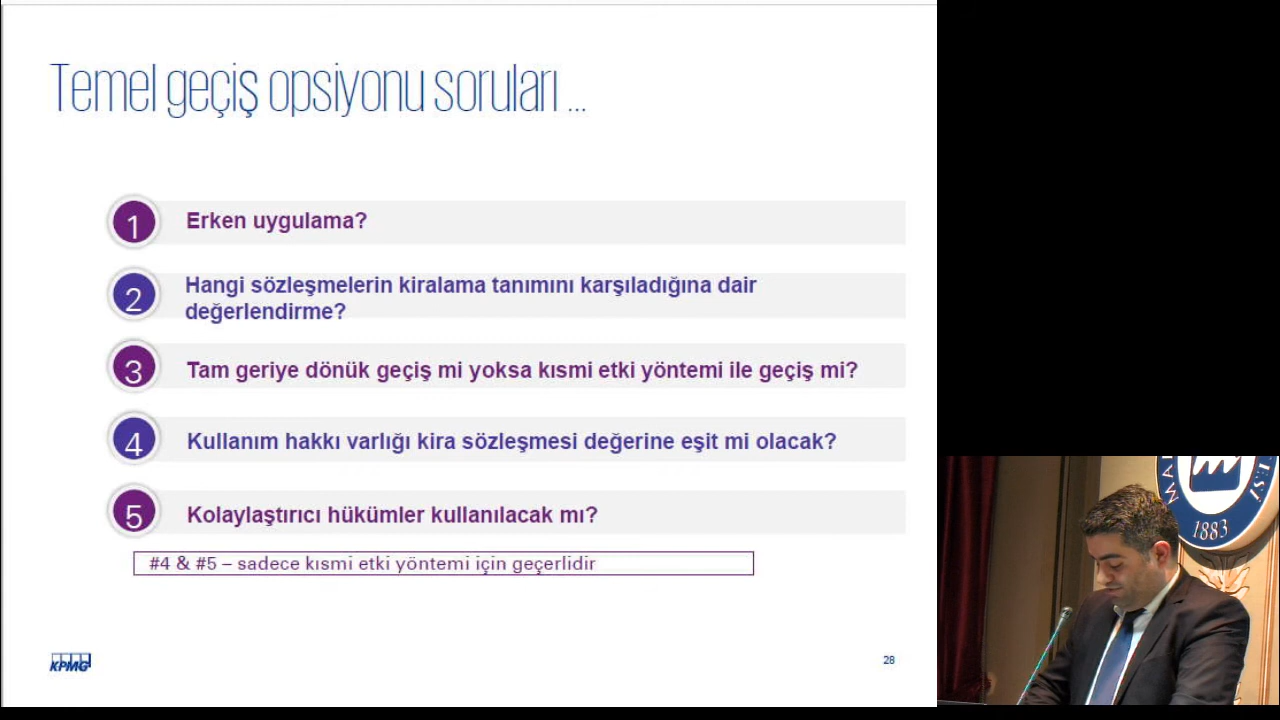 Temel geçiş opsiyonu soruları ...
1
Erken uygulama?
2
Hangi sözleşmelerin kiralama tanımını karşıladığına dair
değerlendirme?
3
Tam geriye dönük geçiş mi yoksa kısmi etki yöntemi ile geçiş mi?
4
Kullanım hakkı varlığı kira sözleşmesi değerine eşit mi olacak?
5
Kolaylaştırıcı hükümler kullanılacak mı?
#4 & #5 – sadece kısmi etki yöntemi için geçerlidir
KPMG
28
1883